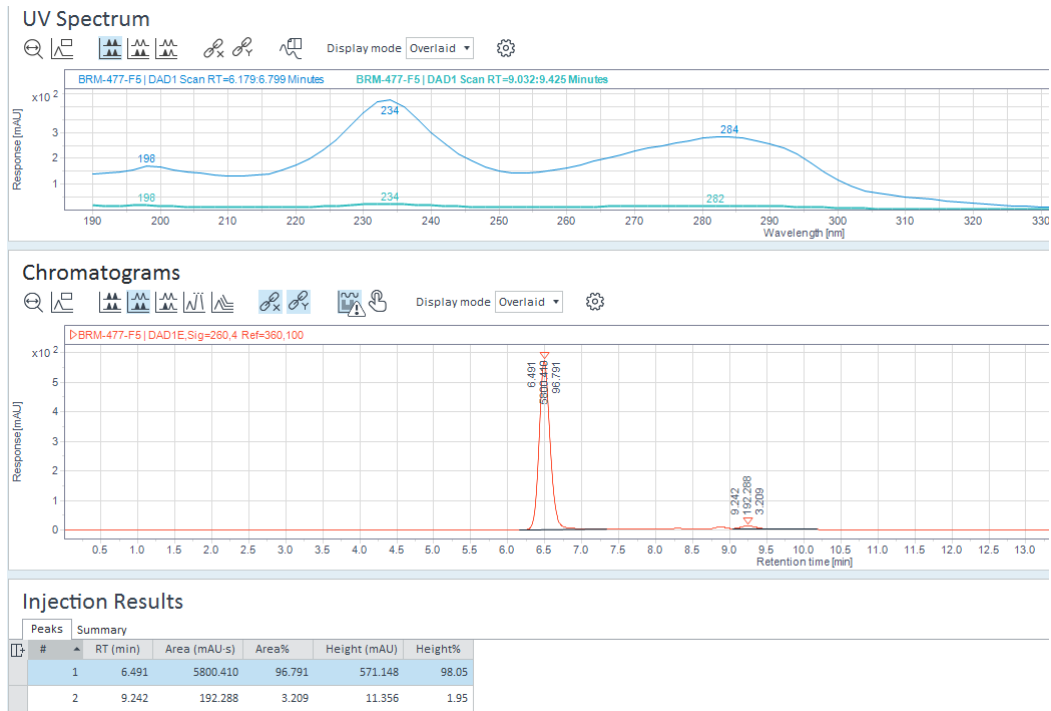 UV Spectrum
Display mode Overlaid
BRM-477-F5 | DAD1 Scan RT=6.179:6.799 Minutes BRM-477-F5 | DAD1 Scan RT=9.032:9.425 Minutes
x10 2
Response [mAU]
3
2
1
198
234
284
198
234
282
190 200 210 220 230 240 250 260 270 280 290 300 310 320 330
Wavelength [nm]
Chromatograms
Display mode Overlaid
BRM-477-F5 | DAD1E,Sig=260,4 Ref=360,100
x10 2
Response [mAU]
5
4
3
2
1
0
6.491
5800.410
96.791
9.242
192.288
3.209
0.5 1.0 1.5 2.0 2.5 3.0 3.5 4.0 4.5 5.0 5.5 6.0 6.5 7.0 7.5 8.0 8.5 9.0 9.5 10.0 10.5 11.0 11.5 12.0 12.5 13.0
Retention time [min]
Injection Results
Peaks Summary
# RT (min) Area (mAU·s) Area% Height (mAU) Height%
1 6.491 5800.410 96.791 571.148 98.05
2 9.242 192.288 3.209 11.356 1.95